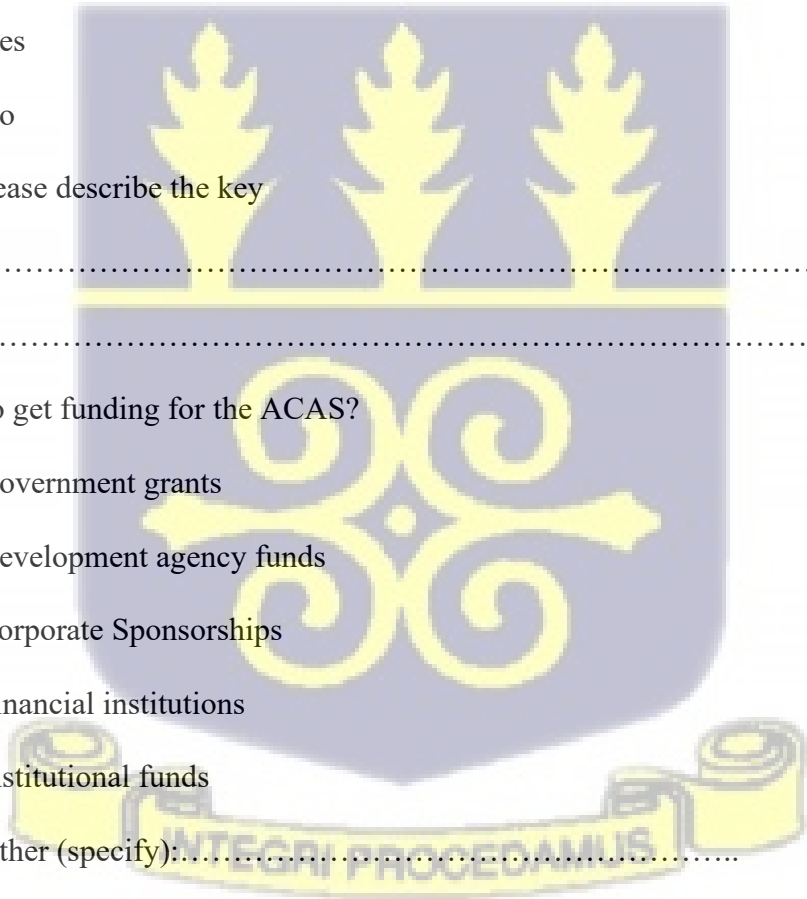 es
o
ease describe the key
……………………………………………………………………
……………………………………………………………………
o get funding for the ACAS?
overnment grants
evelopment agency funds
orporate Sponsorships
inancial institutions
stitutional funds
ther (specify):…………………………………………..
INTEGRI PROCEDAMUS